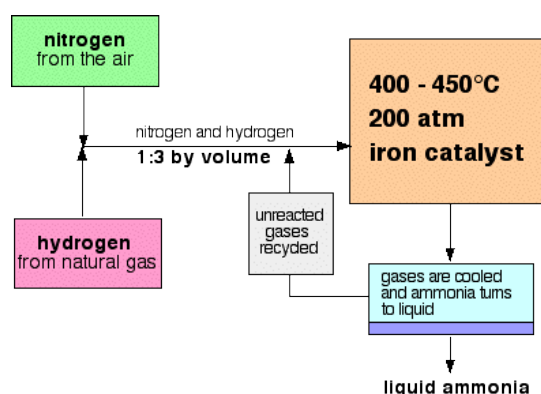 nitrogen
from the air
400 - 450°C
200 atm
iron catalyst
nitrogen and hydrogen
1:3 by volume
unreacted
gases
recycled
hydrogen
from natural gas
gases are cooled
and ammonia turns
to liquid
liquid ammonia